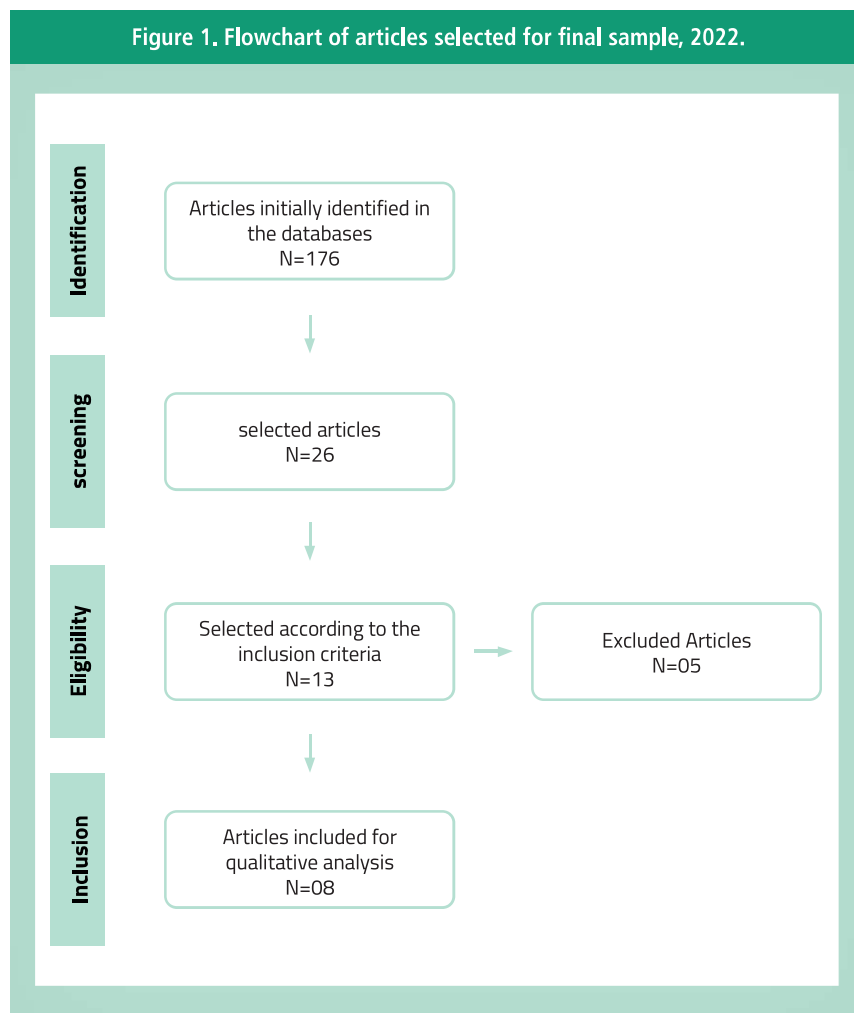 Figure 1. Flowchart of articles selected for final sample, 2022.
Identification
Articles initially identified in
the databases
N=176
screening
selected articles
N=26
Eligibility
Selected according to the
inclusion criteria
N=13
Excluded Articles
N=05
Inclusion
Articles included for
qualitative analysis
N=08